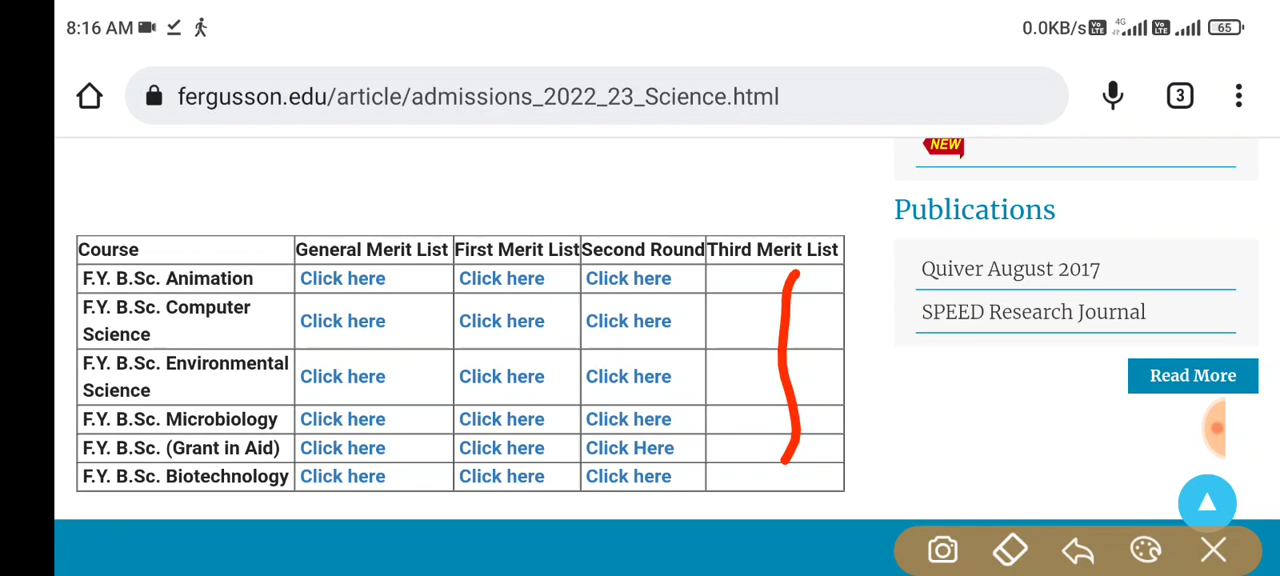 8:16 AM
0.0KB/s Vo LTE 4G Vo LTE 65
fergusson.edu/article/admissions_2022_23_Science.html
3
NEW
Publications
Quiver August 2017
SPEED Research Journal
Read More
Course General Merit List First Merit List Second Round Third Merit List
F.Y. B.Sc. Animation Click here Click here Click here
F.Y. B.Sc. Computer
Science Click here Click here Click here
F.Y. B.Sc. Environmental
Science Click here Click here Click here
F.Y. B.Sc. Microbiology Click here Click here Click here
F.Y. B.Sc. (Grant in Aid) Click here Click here Click Here
F.Y. B.Sc. Biotechnology Click here Click here Click here